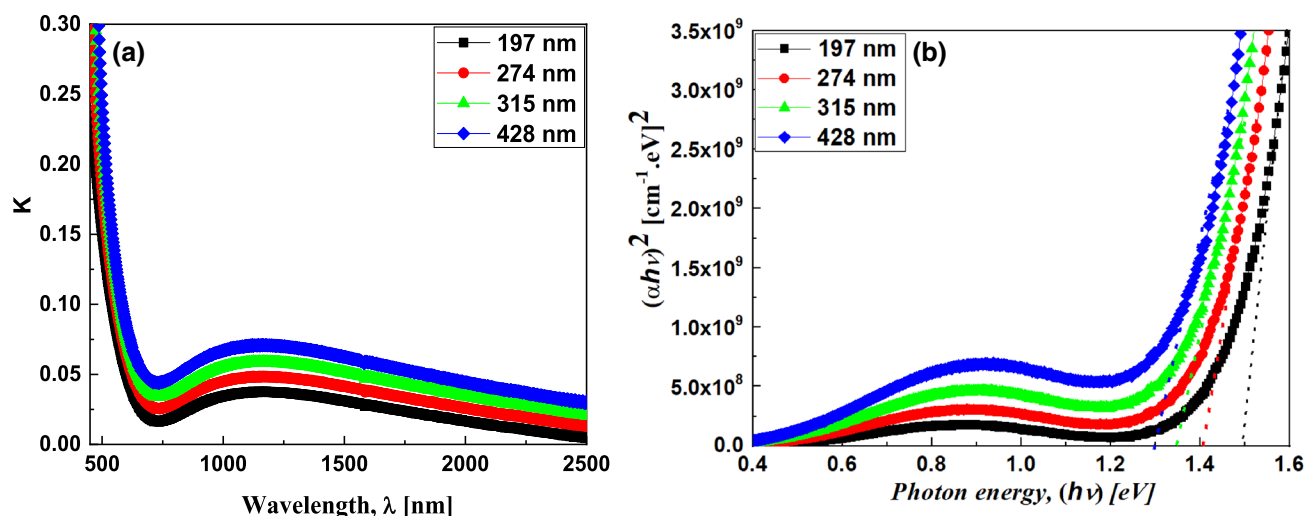 (a)
197 nm
274 nm
315 nm
428 nm
0.30
0.25
0.20
0.15
0.10
0.05
0.00
K
500 1000 1500 2000 2500
Wavelength, λ [nm]
(b)
197 nm
274 nm
315 nm
428 nm
3.5x10⁹
3.0x10⁹
2.5x10⁹
2.0x10⁹
1.5x10⁹
1.0x10⁹
5.0x10⁸
0.0
(αhν)² [cm⁻¹.eV]²
0.4 0.6 0.8 1.0 1.2 1.4 1.6
Photon energy, (hν) [eV]